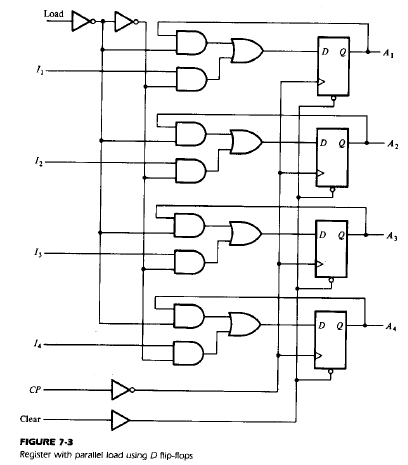 Load
D Q
A1
I1
D Q
A2
I2
D Q
A3
I3
D Q
A4
I4
CP
Clear
FIGURE 7-3
Register with parallel load using D flip-flops